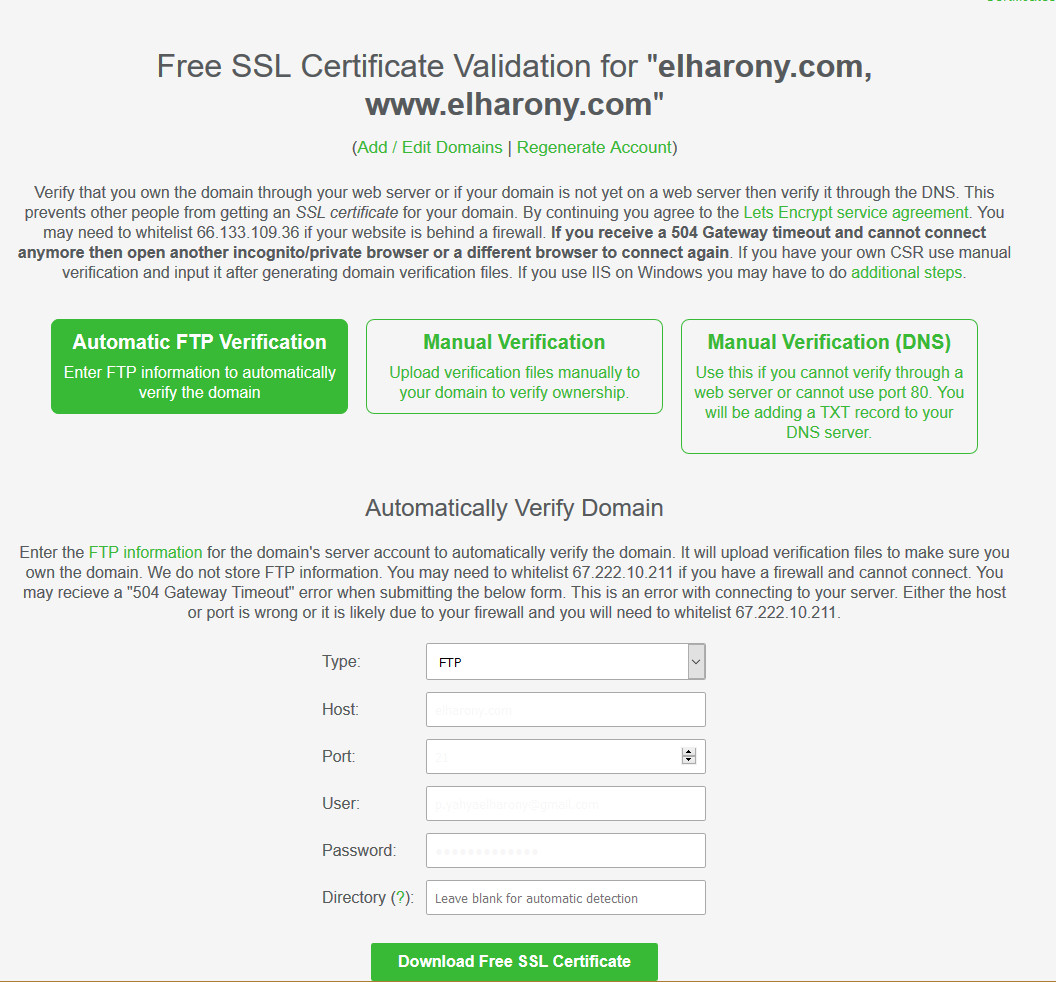 Free SSL Certificate Validation for "elharony.com,
www.elharony.com"
(Add / Edit Domains | Regenerate Account)
Verify that you own the domain through your web server or if your domain is not yet on a web server then verify it through the DNS. This
prevents other people from getting an SSL certificate for your domain. By continuing you agree to the Lets Encrypt service agreement. You
may need to whitelist 66.133.109.36 if your website is behind a firewall. If you receive a 504 Gateway timeout and cannot connect
anymore then open another incognito/private browser or a different browser to connect again. If you have your own CSR use manual
verification and input it after generating domain verification files. If you use IIS on Windows you may have to do additional steps.
Automatic FTP Verification
Enter FTP information to automatically
verify the domain
Manual Verification
Upload verification files manually to
your domain to verify ownership.
Manual Verification (DNS)
Use this if you cannot verify through a
web server or cannot use port 80. You
will be adding a TXT record to your
DNS server.
Automatically Verify Domain
Enter the FTP information for the domain's server account to automatically verify the domain. It will upload verification files to make sure you
own the domain. We do not store FTP information. You may need to whitelist 67.222.10.211 if you have a firewall and cannot connect. You
may recieve a "504 Gateway Timeout" error when submitting the below form. This is an error with connecting to your server. Either the host
or port is wrong or it is likely due to your firewall and you will need to whitelist 67.222.10.211.
Type: FTP
Host: elharony.com
Port:
User:
Password:
Directory (?): Leave blank for automatic detection
Download Free SSL Certificate